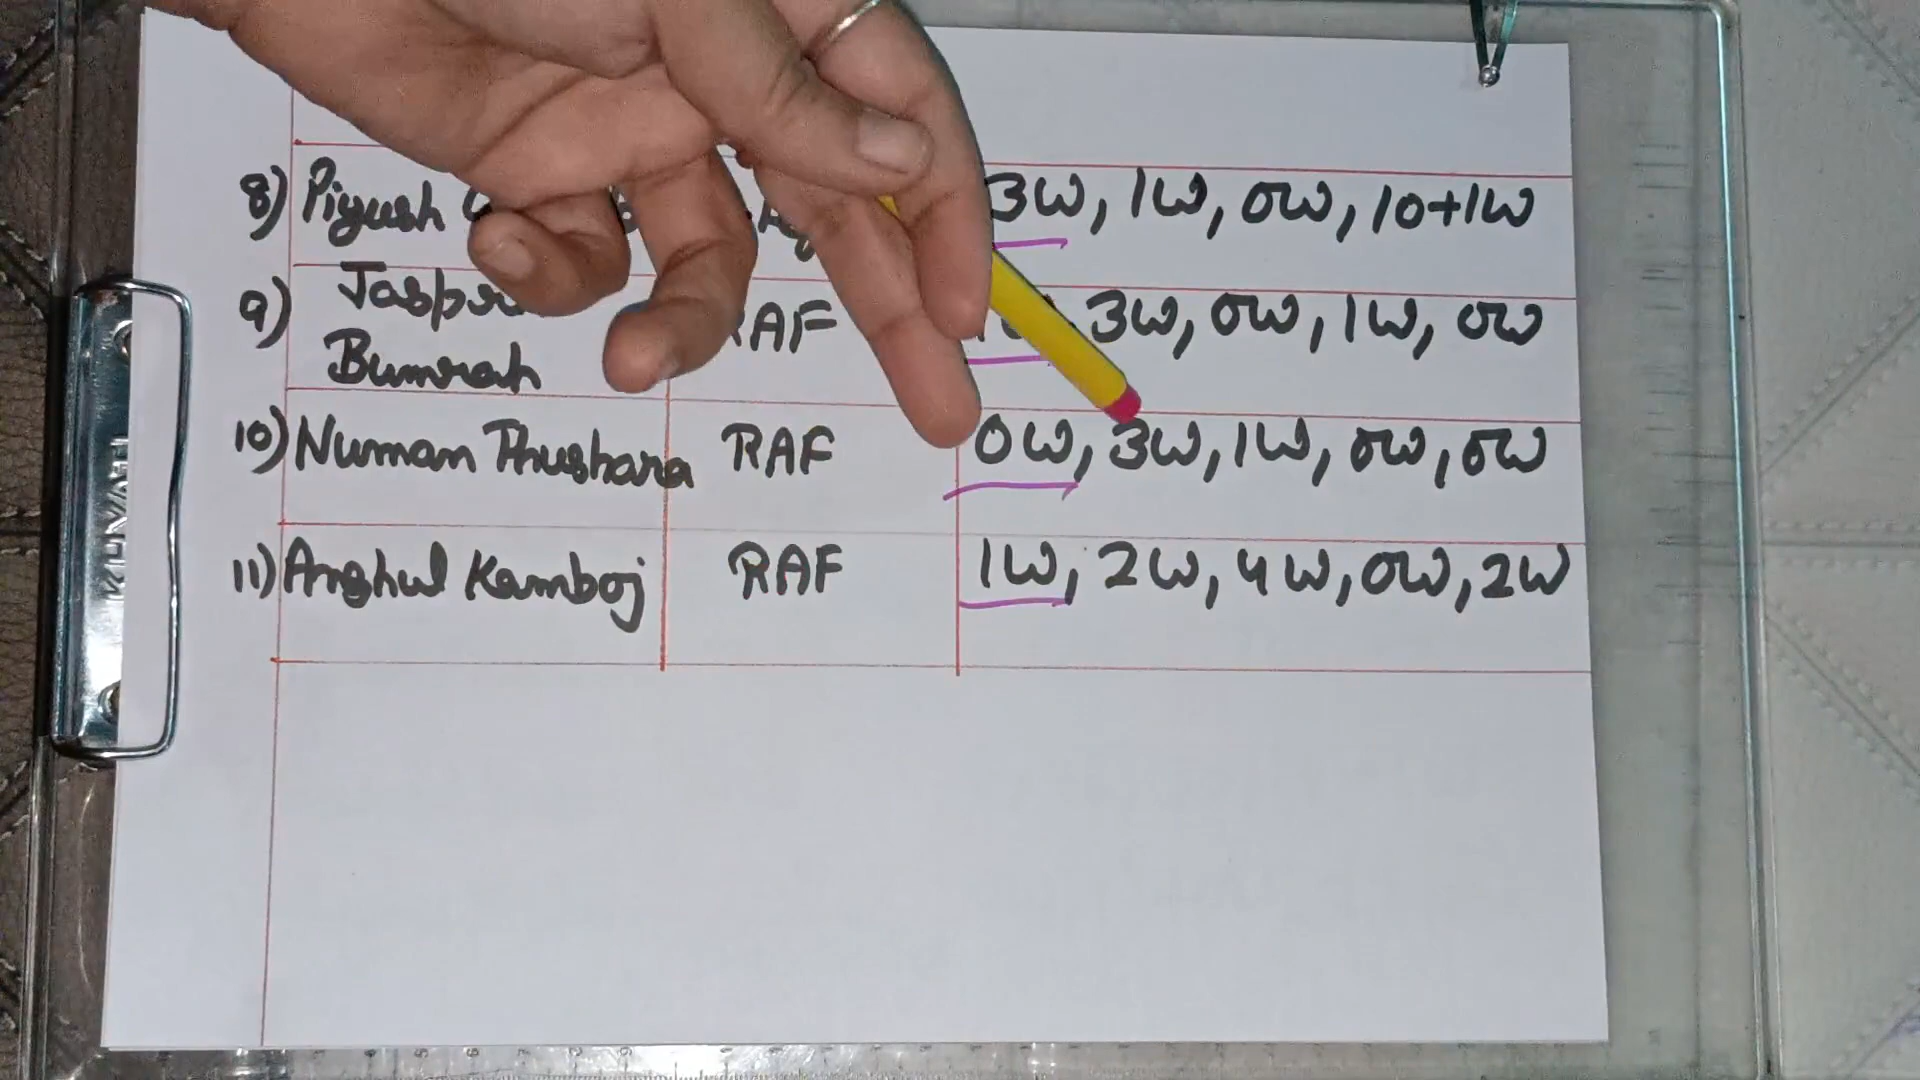 8) Piyush 3W, 1W, 0W, 10+1W
9) Jaspr
Bumrah RAF 3W, 0W, 1W, 0W
10) Numan Thushara RAF 0W, 3W, 1W, 0W, 0W
11) Anshul Kamboj RAF 1W, 2W, 4W, 0W, 2W